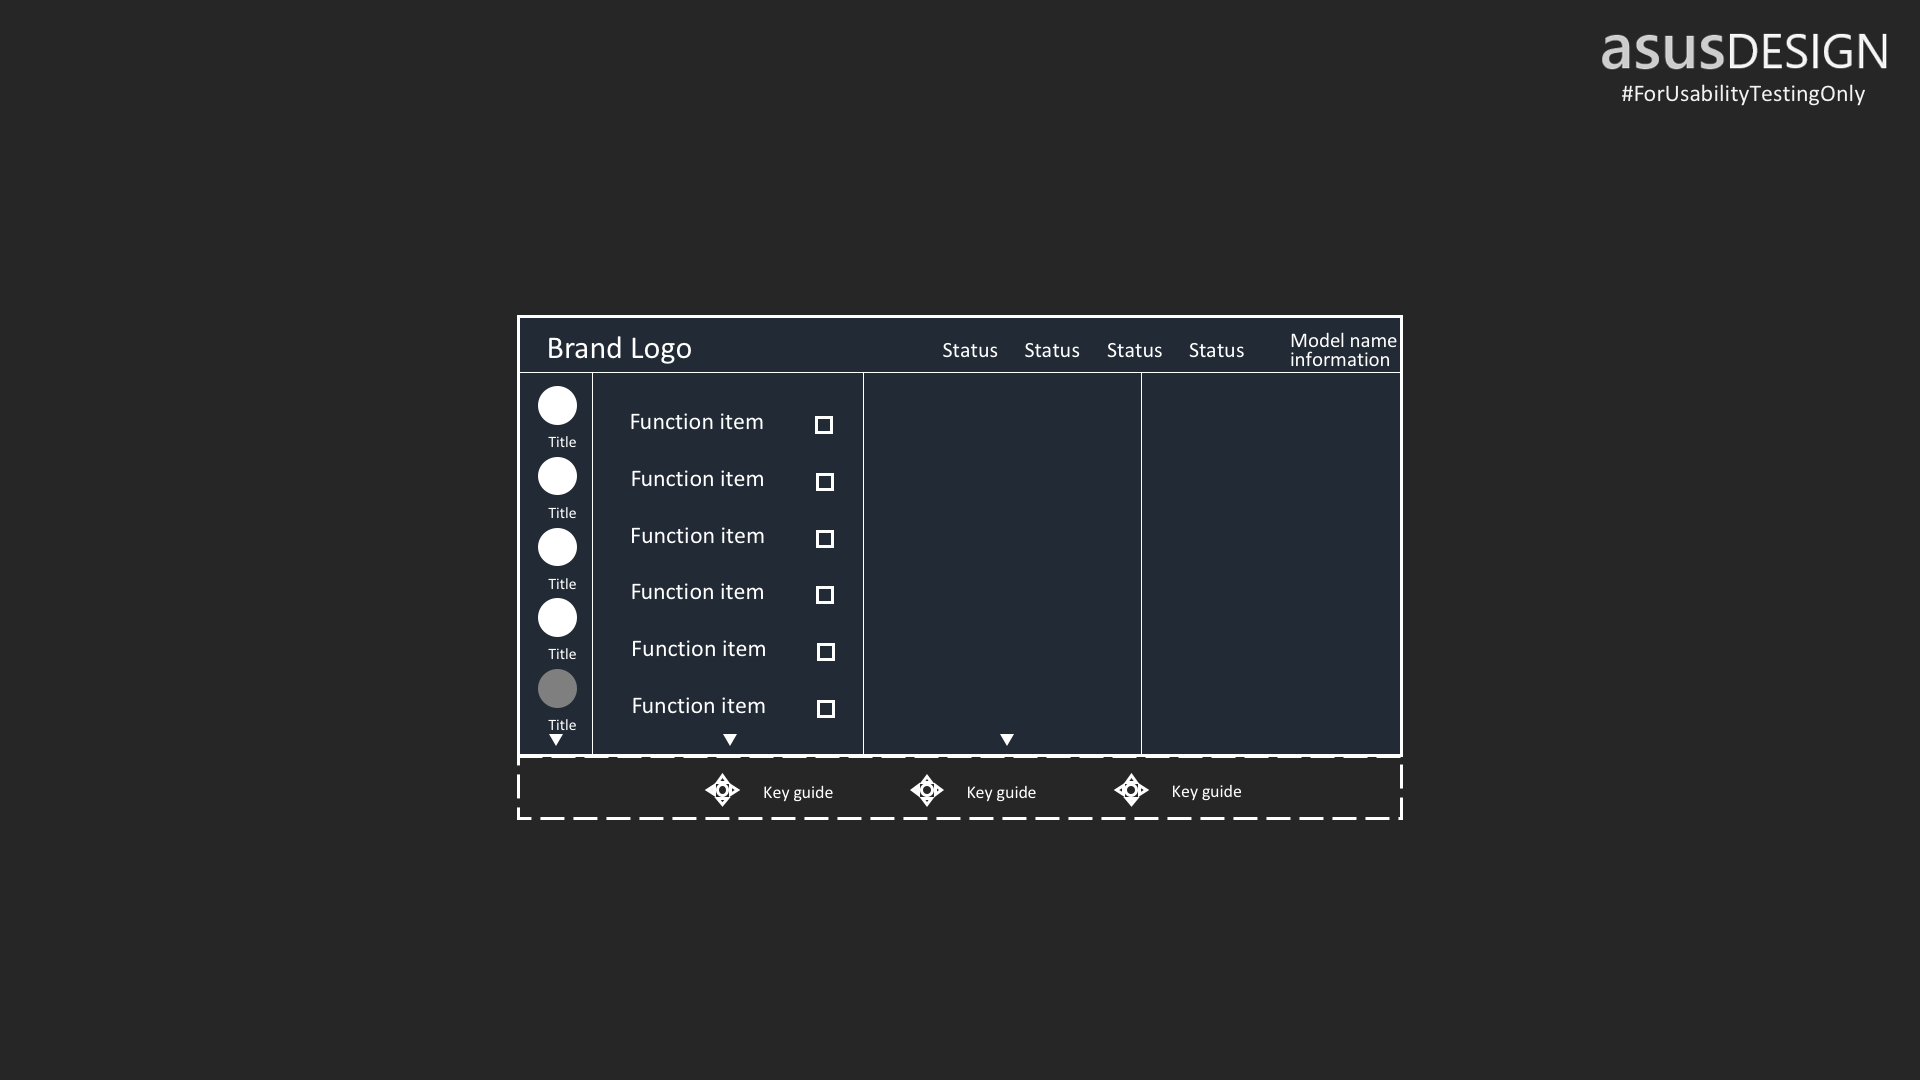 asusDESIGN
#ForUsabilityTestingOnly
Brand Logo
Status Status Status Status
Model name
information
Title
Title
Title
Title
Title
Function item
Function item
Function item
Function item
Function item
Function item
Key guide Key guide Key guide